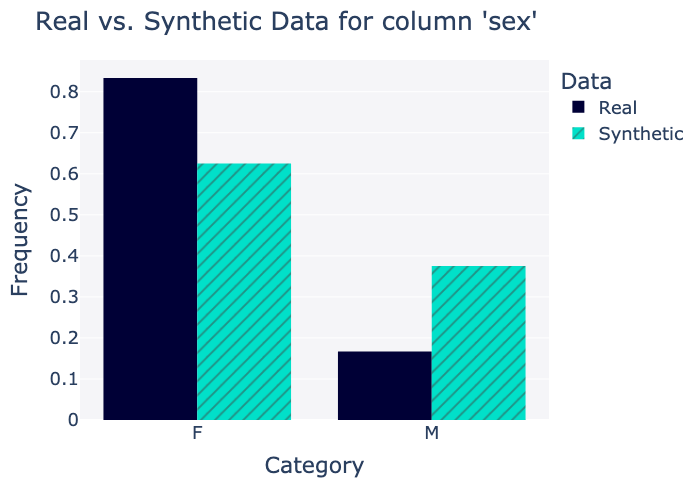 Real vs. Synthetic Data for column 'sex'
Data
Real
Synthetic
Frequency
0.8
0.7
0.6
0.5
0.4
0.3
0.2
0.1
0
F
M
Category